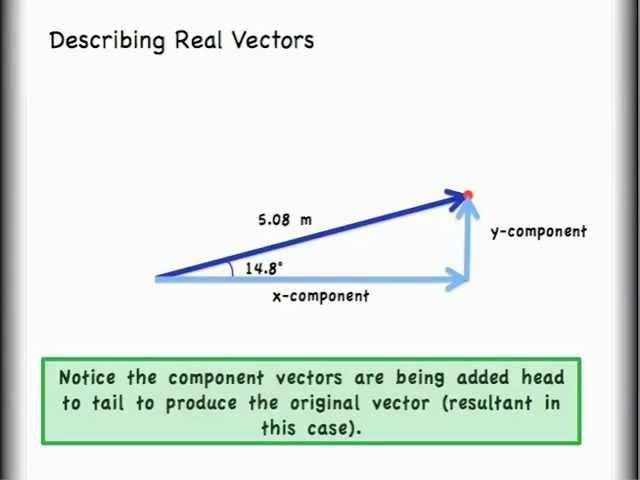 Describing Real Vectors
5.08 m
y-component
14.8°
x-component
Notice the component vectors are being added head
to tail to produce the original vector (resultant in
this case).